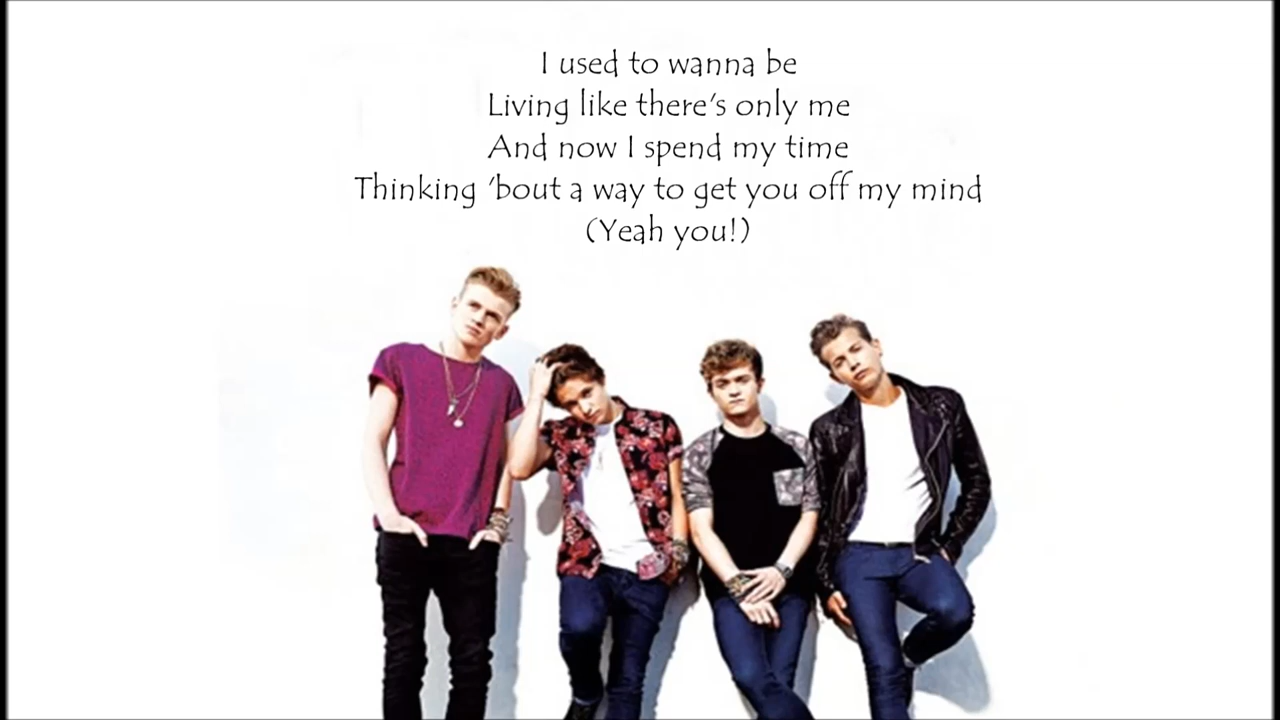 I used to wanna be
Living like there's only me
And now I spend my time
Thinking 'bout a way to get you off my mind
(Yeah you!)